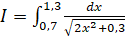 I = ∫_{0,7}^{1,3} dx / √(2x²+0,3)